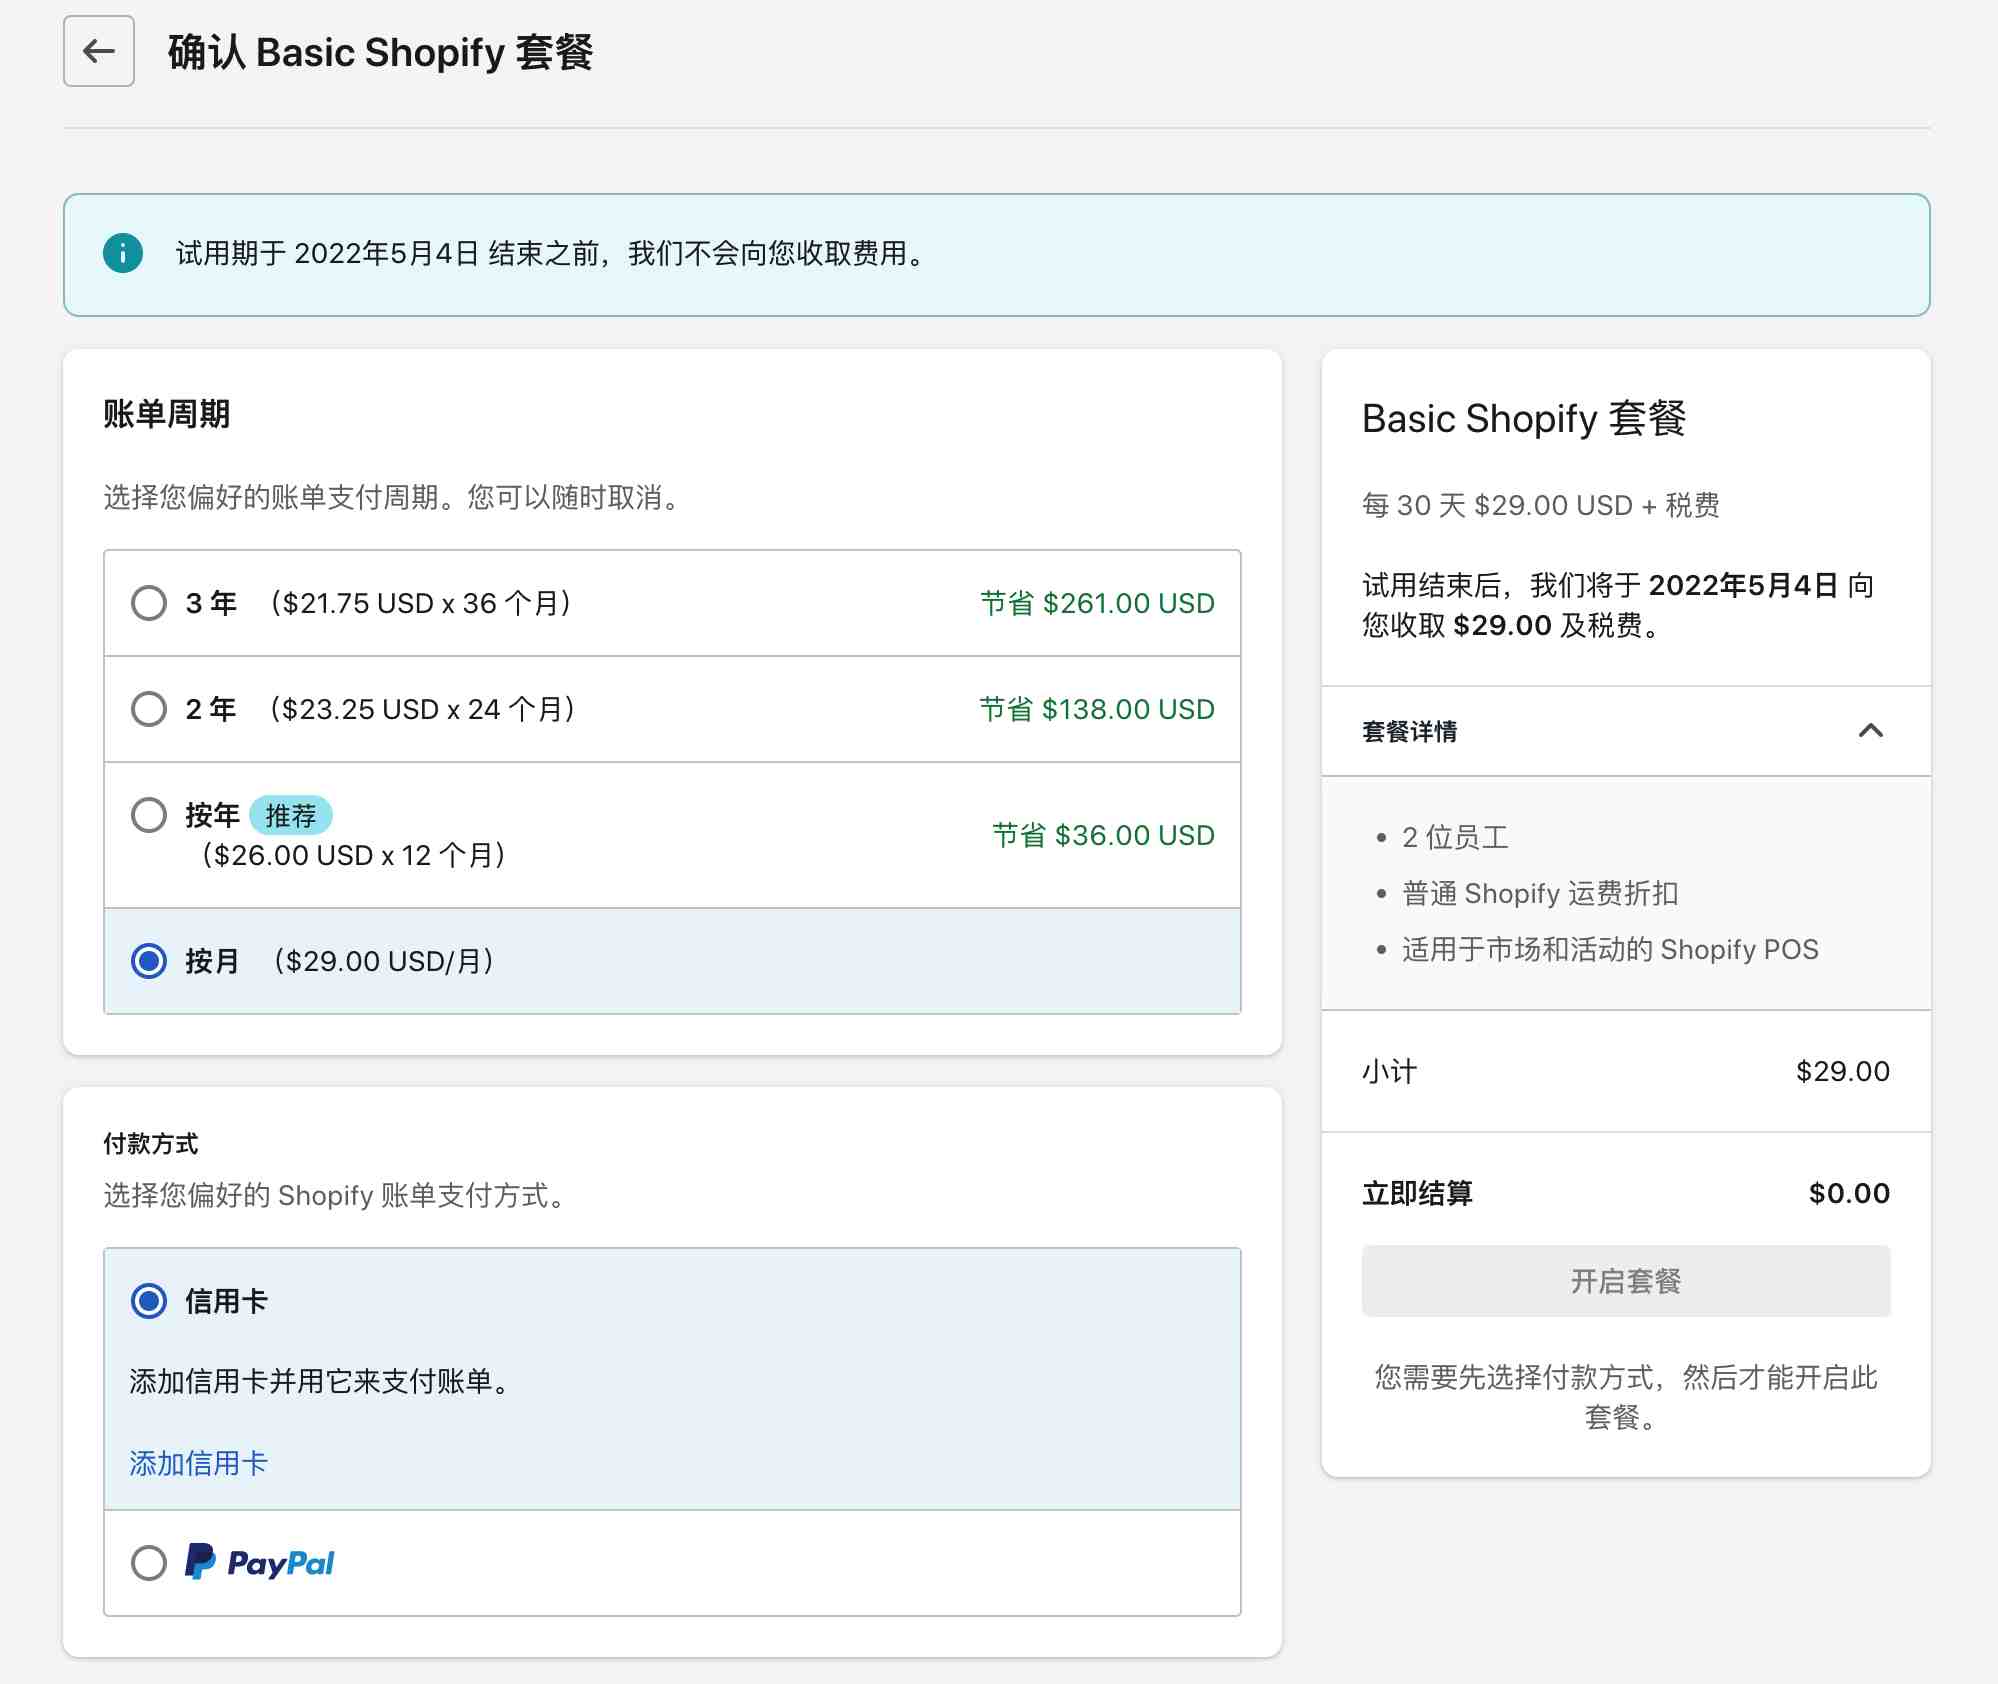 确认 Basic Shopify 套餐
试用期于 2022年5月4日 结束之前，我们不会向您收取费用。
账单周期
选择您偏好的账单支付周期。您可以随时取消。
3 年 （$21.75 USD x 36 个月） 节省 $261.00 USD
2 年 （$23.25 USD x 24 个月） 节省 $138.00 USD
按年 推荐
（$26.00 USD x 12 个月） 节省 $36.00 USD
按月 （$29.00 USD/月）
付款方式
选择您偏好的 Shopify 账单支付方式。
信用卡
添加信用卡并用它来支付账单。
添加信用卡
PayPal
Basic Shopify 套餐
每 30 天 $29.00 USD + 税费
试用结束后，我们将于 2022年5月4日 向
您收取 $29.00 及税费。
套餐详情
• 2 位员工
• 普通 Shopify 运费折扣
• 适用于市场和活动的 Shopify POS
小计 $29.00
立即结算 $0.00
开启套餐
您需要先选择付款方式，然后才能开启此
套餐。